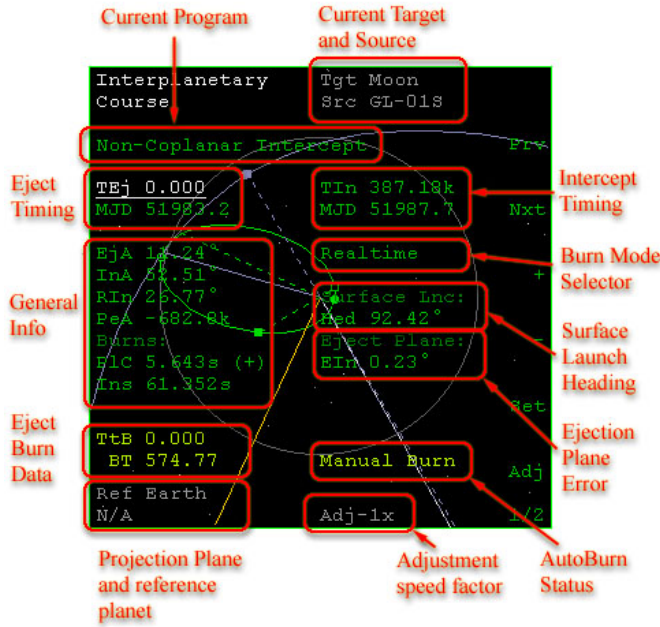 Current Program
Current Target
and Source
Interplanetary
Course
Tgt Moon
Src GL-01S
Non-Coplanar Intercept
Prv
Eject
Timing
TEj 0.000
MJD 51983.2
TIn 387.18k
MJD 51987.7
Nxt
Intercept
Timing
General
Info
EjA 14.24°
InA 52.51°
RIn 26.77°
PeA -682.8k
Burns:
PlC 5.643s (+)
Ins 61.352s
Realtime
+
Burn Mode
Selector
Surface Inc:
Hed 92.42°
Eject Plane:
EIn 0.23°
-
Surface
Launch
Heading
Set
Ejection
Plane
Error
Eject
Burn
Data
TtB 0.000
BT 574.77
Manual Burn
Adj
Ref Earth
N/A
Adj-1x
1/2
Projection Plane
and reference
planet
Adjustment
speed factor
AutoBurn
Status